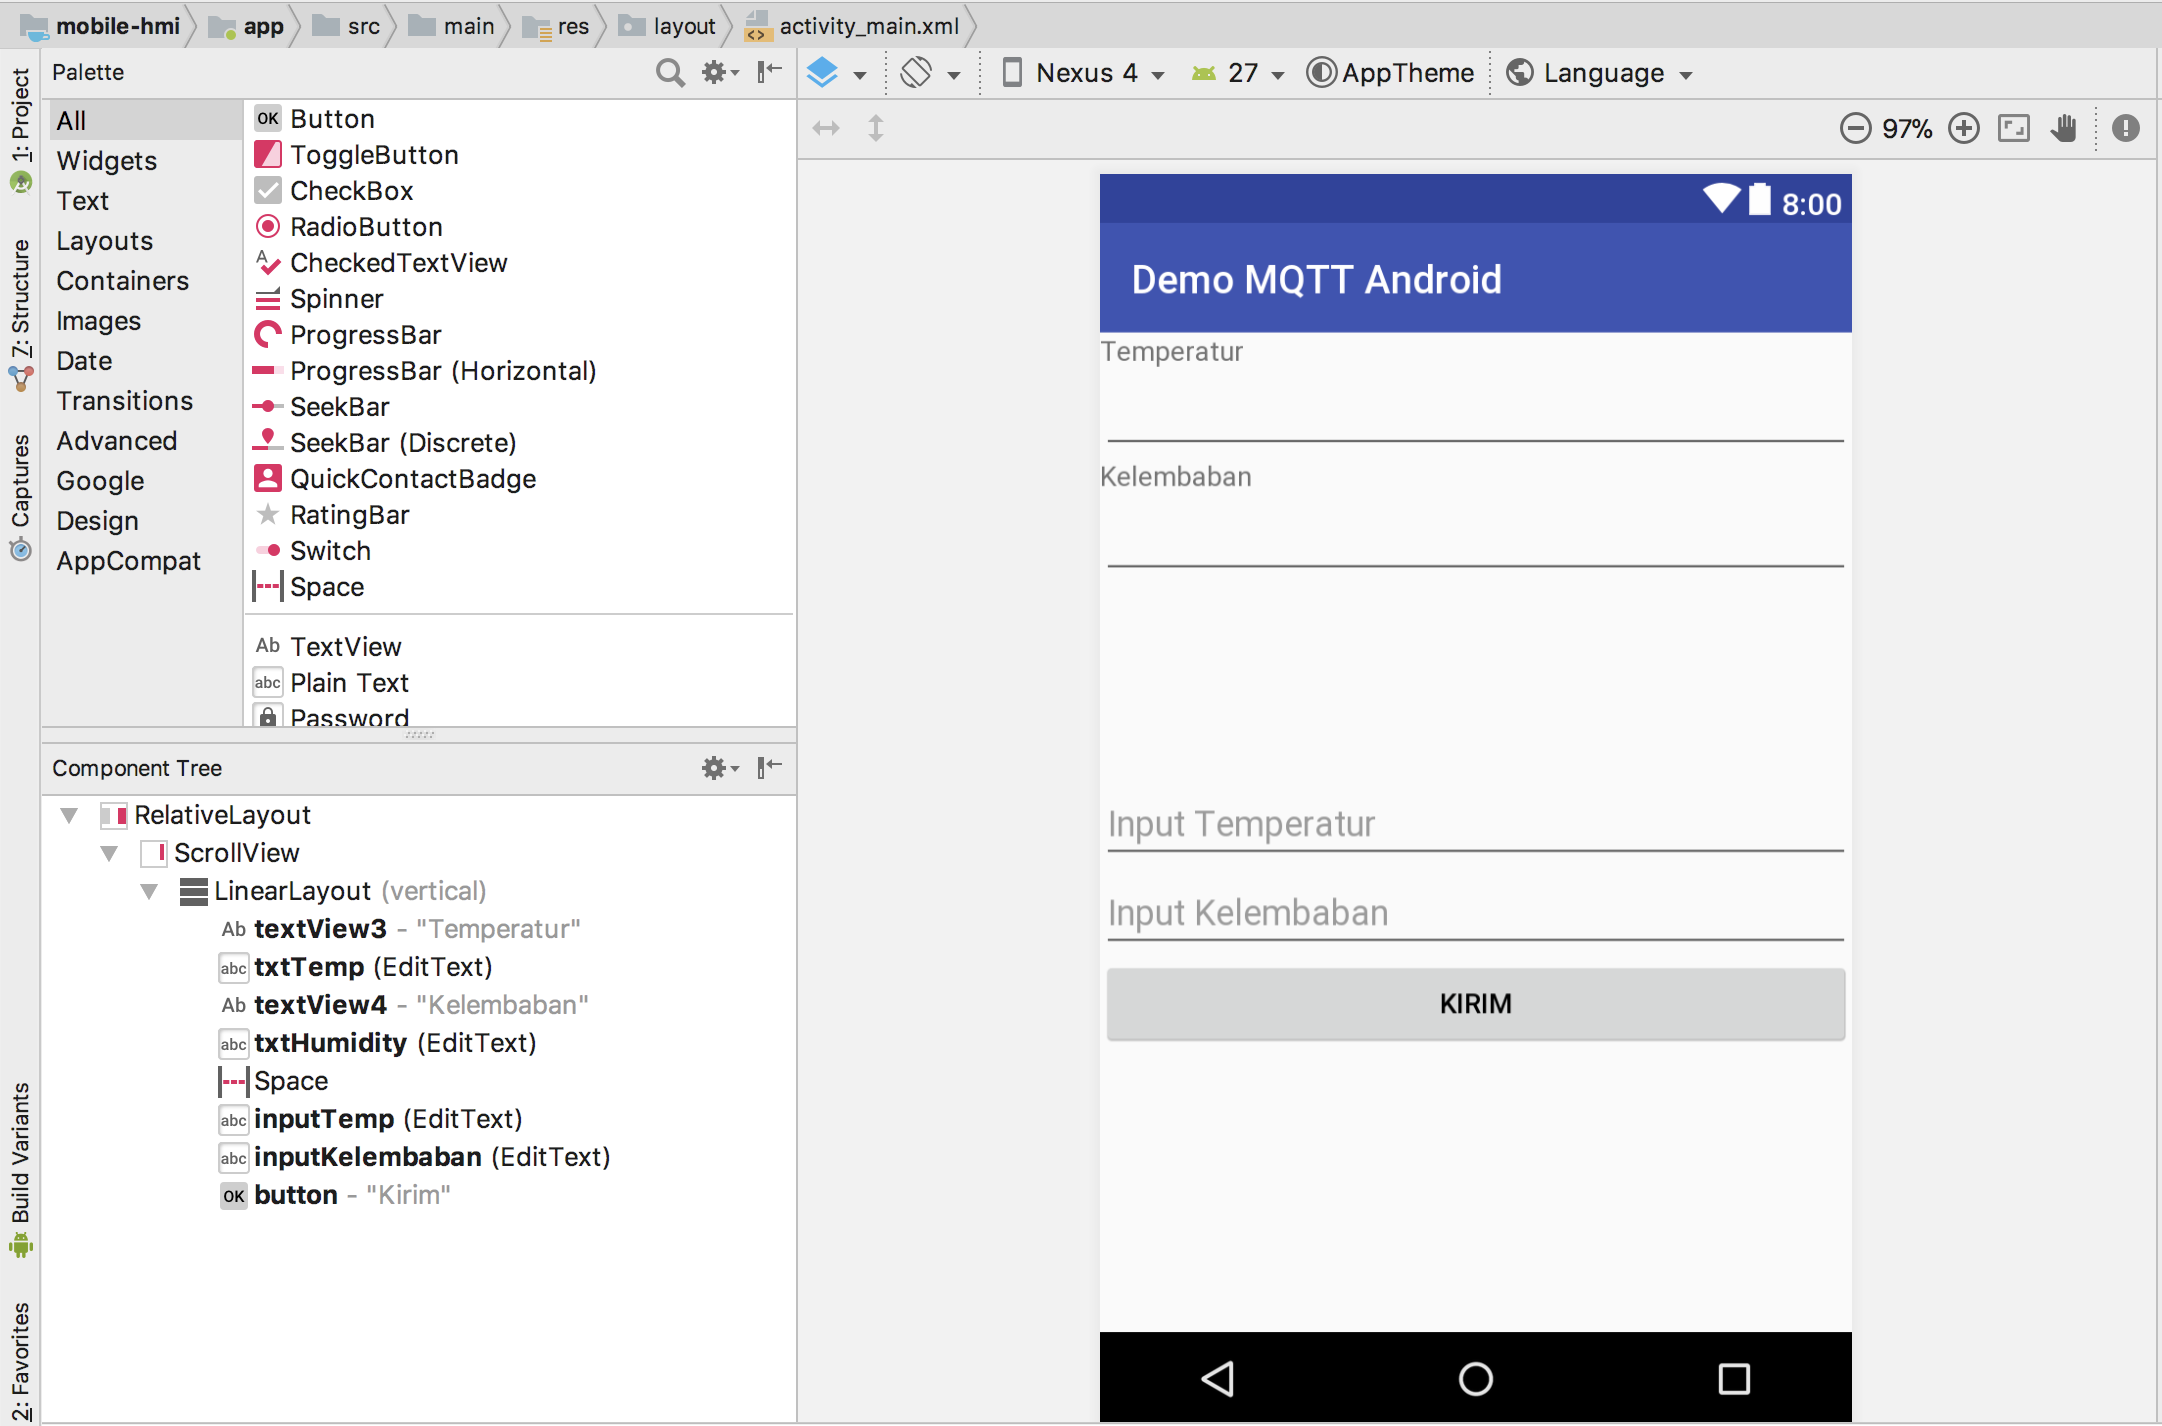 mobile-hmi app src main res layout activity_main.xml
1: Project
7: Structure
Captures
Build Variants
2: Favorites
Palette
All
Widgets
Text
Layouts
Containers
Images
Date
Transitions
Advanced
Google
Design
AppCompat
OK Button
ToggleButton
CheckBox
RadioButton
A CheckedTextView
Spinner
ProgressBar
ProgressBar (Horizontal)
SeekBar
SeekBar (Discrete)
QuickContactBadge
RatingBar
Switch
Space
Ab TextView
abc Plain Text
Password
Component Tree
RelativeLayout
ScrollView
LinearLayout (vertical)
Ab textView3 - "Temperatur"
abc txtTemp (EditText)
Ab textView4 - "Kelembaban"
abc txtHumidity (EditText)
Space
abc inputTemp (EditText)
abc inputKelembaban (EditText)
OK button - "Kirim"
Nexus 4 27 AppTheme Language
97%
8:00
Demo MQTT Android
Temperatur
Kelembaban
Input Temperatur
Input Kelembaban
KIRIM